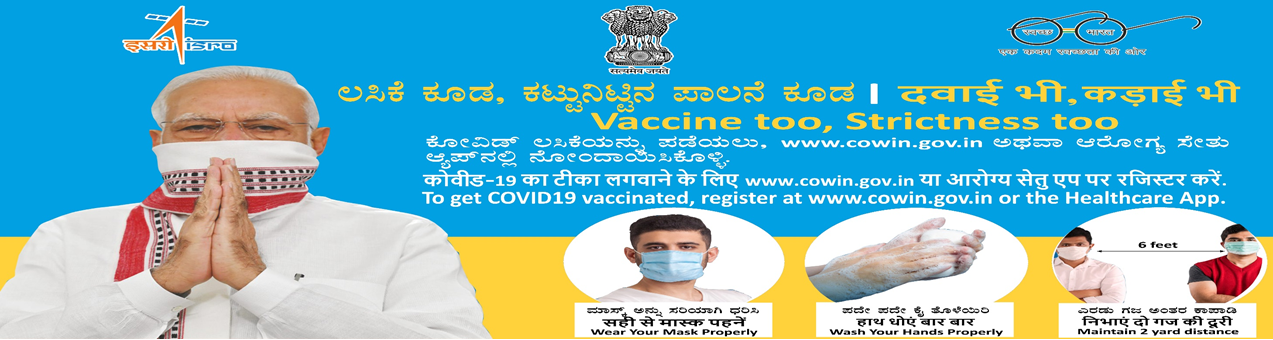 इसरो isro
सत्यमेव जयते
स्वच्छ भारत
एक कदम स्वच्छता की ओर
ಲಸಿಕೆ ಕೂಡ, ಕಟ್ಟುನಿಟ್ಟಿನ ಪಾಲನೆ ಕೂಡ | दवाई भी, कड़ाई भी
Vaccine too, Strictness too
ಕೋವಿಡ್ ಲಸಿಕೆಯನ್ನು ಪಡೆಯಲು, www.cowin.gov.in ಅಥವಾ ಆರೋಗ್ಯ ಸೇತು
ಆ್ಯಪ್‌ನಲ್ಲಿ ನೋಂದಾಯಿಸಿಕೊಳ್ಳಿ.
कोवीड-19 का टीका लगवाने के लिए www.cowin.gov.in या आरोग्य सेतु एप पर रजिस्टर करें.
To get COVID19 vaccinated, register at www.cowin.gov.in or the Healthcare App.
ಮಾಸ್ಕ್ ಅನ್ನು ಸರಿಯಾಗಿ ಧರಿಸಿ
सही से मास्क पहनें
Wear Your Mask Properly
ಪದೇ ಪದೇ ಕೈ ತೊಳೆಯಿರಿ
हाथ धोएं बार बार
Wash Your Hands Properly
6 feet
ಎರಡು ಗಜ ಅಂತರ ಕಾಪಾಡಿ
निभाएं दो गज की दूरी
Maintain 2 yard distance